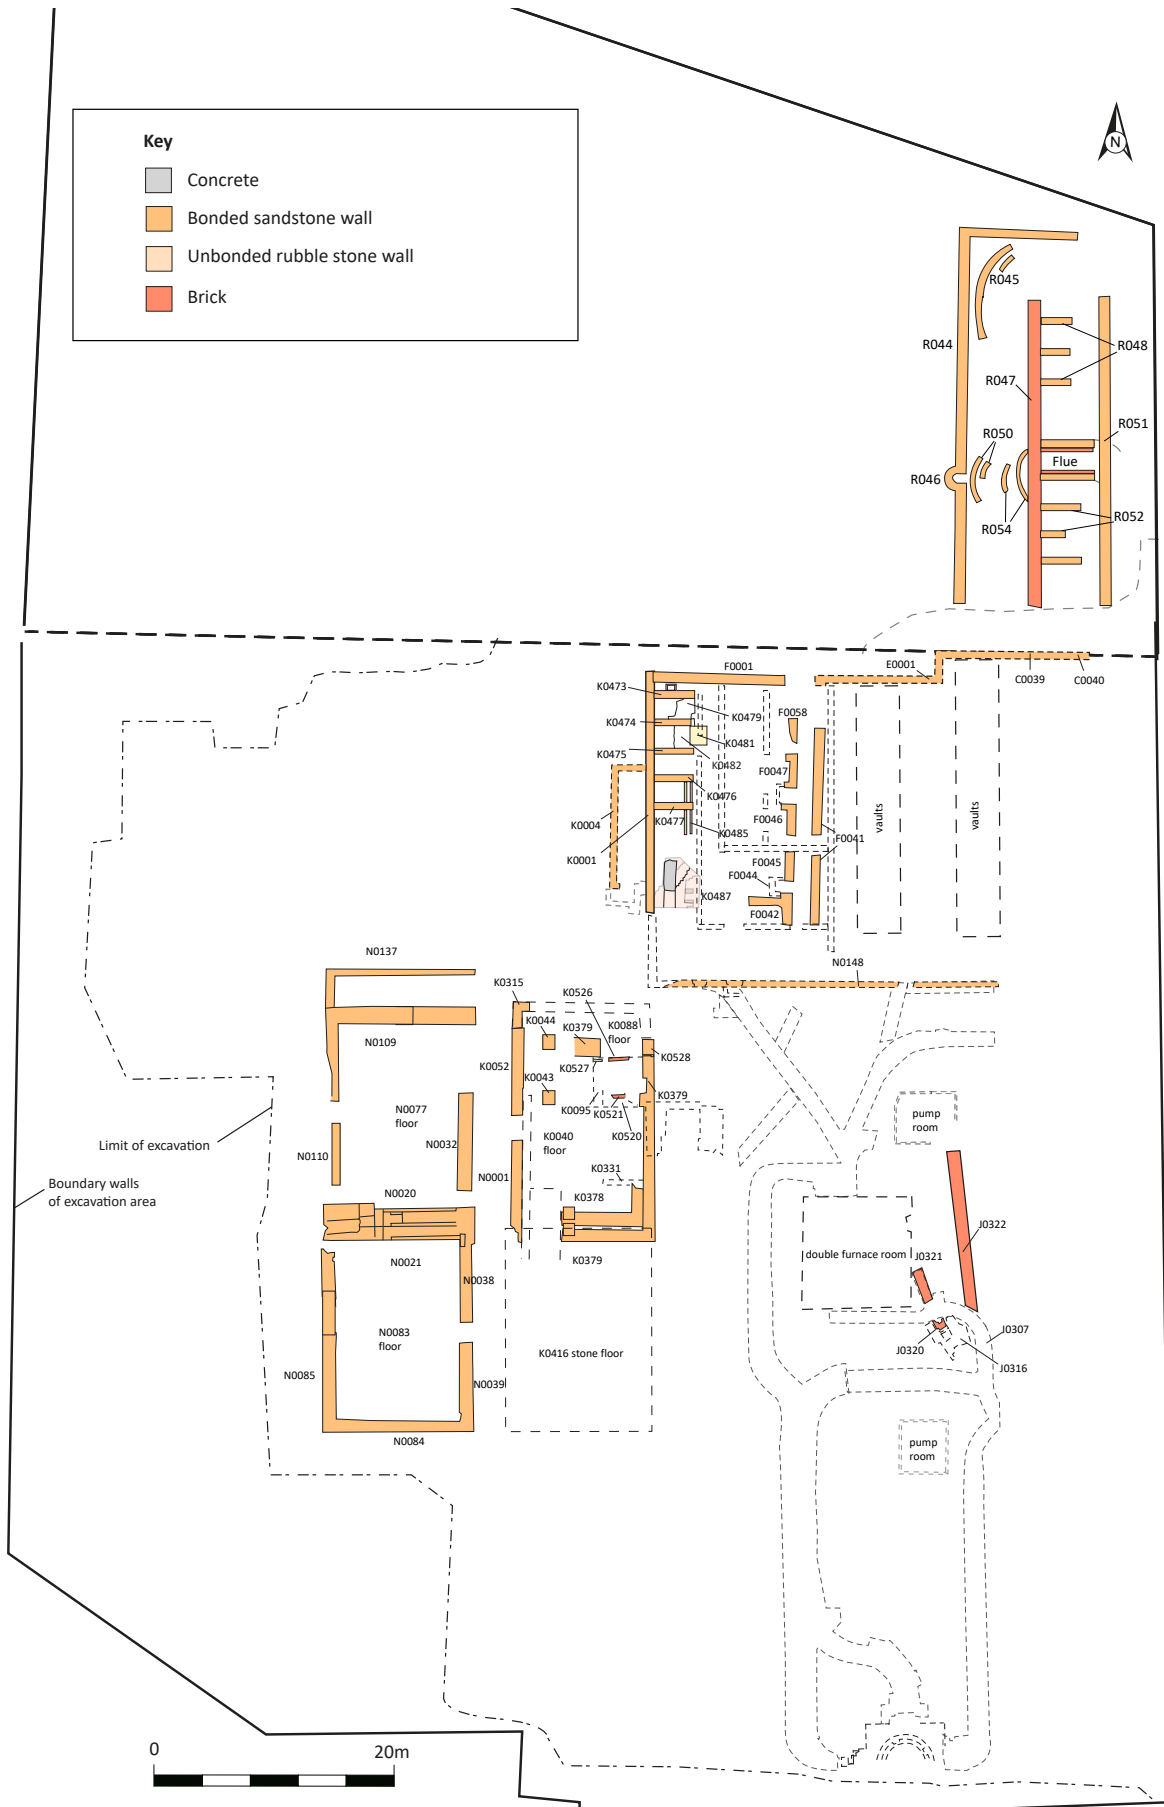 Key
Concrete
Bonded sandstone wall
Unbonded rubble stone wall
Brick
N
R045
R044
R048
R047
R051
R050
Flue
R046
R054
R052
F0001
E0001
C0039
C0040
K0473
K0479
K0474
F0058
K0481
K0475
K0482
F0047
K0476
vaults
vaults
K0004
K0477
F0046
K0485
F0041
K0001
F0045
F0044
K0487
F0042
N0137
N0148
K0315
K0526
K0044
K0379
K0088
floor
N0109
K0052
K0527
K0528
K0043
K0379
K0095
K0521
N0077
floor
pump
room
K0520
Limit of excavation
N0032
K0040
floor
N0110
N0001
K0331
Boundary walls
of excavation area
N0020
K0378
J0322
double furnace room
J0321
N0021
K0379
N0038
N0083
floor
J0307
K0416 stone floor
J0320
J0316
N0085
N0039
N0084
pump
room
0
20m